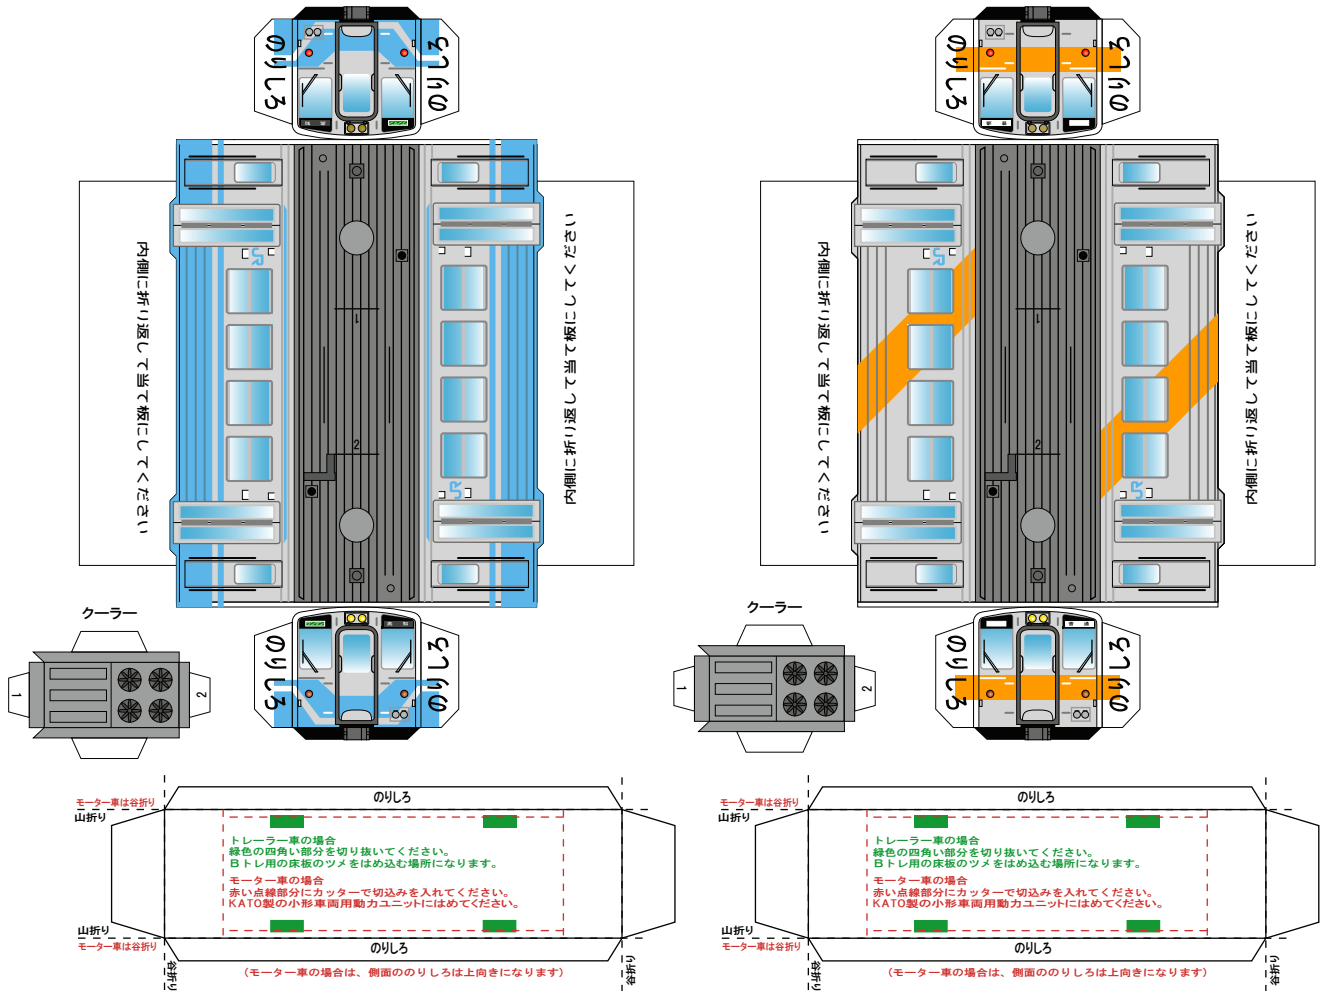 のりしろ
のりしろ
のりしろ
のりしろ
内側に折り返して当て板にしてください
内側に折り返して当て板にしてください
内側に折り返して当て板にしてください
内側に折り返して当て板にしてください
JR
JR
JR
JR
1
2
1
2
のりしろ
のりしろ
のりしろ
のりしろ
普通
クーラー
クーラー
1
2
1
2
のりしろ
モーター車は谷折り
山折り
トレーラー車の場合
緑色の四角い部分を切り抜いてください。
Bトレ用の床板のツメをはめ込む場所になります。
モーター車の場合
赤い点線部分にカッターで切込みを入れてください。
KATO製の小形車両用動力ユニットにはめてください。
山折り
モーター車は谷折り
のりしろ
谷折り
谷折り
(モーター車の場合は、側面ののりしろは上向きになります)
のりしろ
モーター車は谷折り
山折り
トレーラー車の場合
緑色の四角い部分を切り抜いてください。
Bトレ用の床板のツメをはめ込む場所になります。
モーター車の場合
赤い点線部分にカッターで切込みを入れてください。
KATO製の小形車両用動力ユニットにはめてください。
山折り
モーター車は谷折り
のりしろ
谷折り
谷折り
(モーター車の場合は、側面ののりしろは上向きになります)